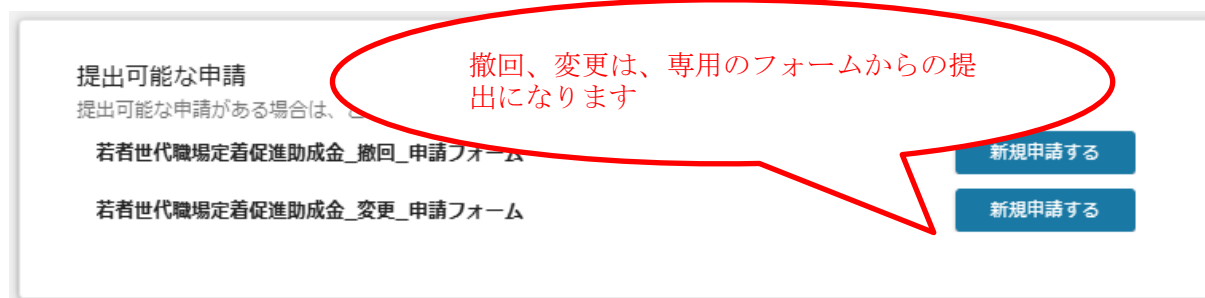 提出可能な申請
撤回、変更は、専用のフォームからの提
出になります
提出可能な申請がある場合は、
若者世代職場定着促進助成金_撤回_申請フォーム
新規申請する
若者世代職場定着促進助成金_変更_申請フォーム
新規申請する